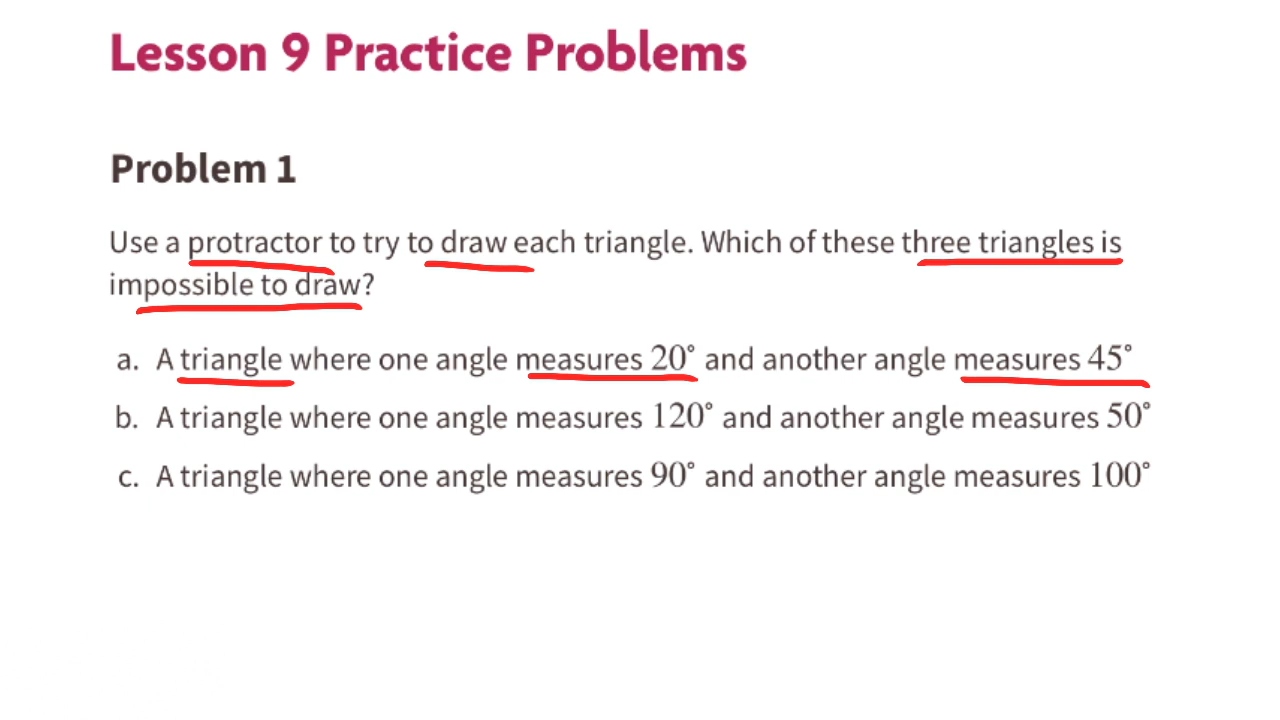 Lesson 9 Practice Problems
Problem 1
Use a protractor to try to draw each triangle. Which of these three triangles is
impossible to draw?
a. A triangle where one angle measures 20° and another angle measures 45°
b. A triangle where one angle measures 120° and another angle measures 50°
c. A triangle where one angle measures 90° and another angle measures 100°